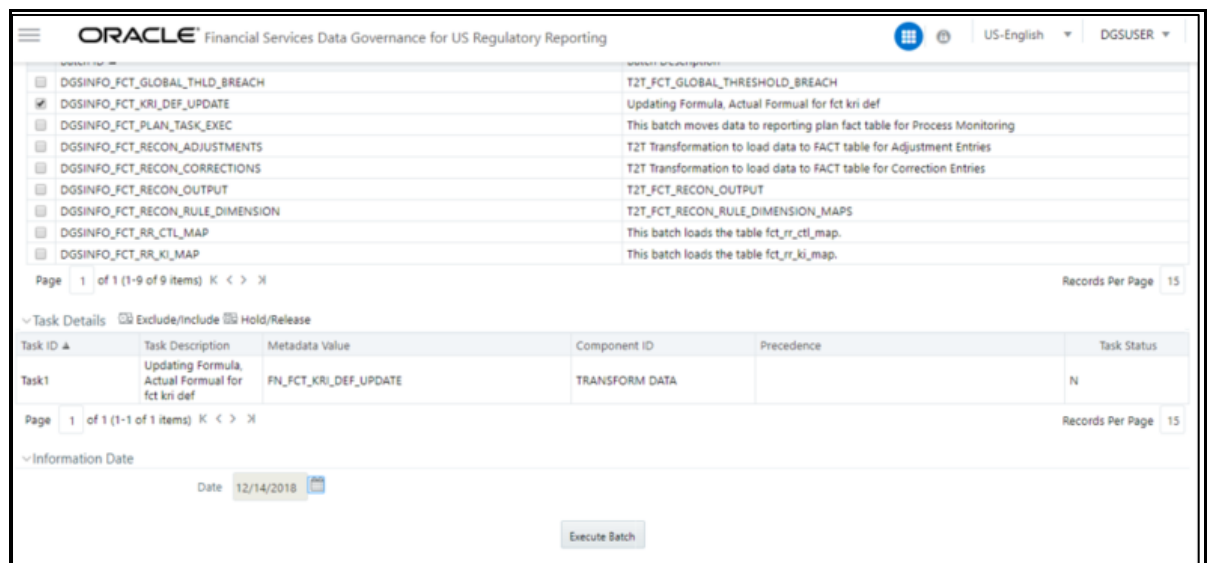 ORACLE Financial Services Data Governance for US Regulatory Reporting US-English DGSUSER
Batch ID Batch Description
DGSINFO_FCT_GLOBAL_THLD_BREACH T2T_FCT_GLOBAL_THRESHOLD_BREACH
DGSINFO_FCT_KRI_DEF_UPDATE Updating Formula, Actual Formual for fct kri def
DGSINFO_FCT_PLAN_TASK_EXEC This batch moves data to reporting plan fact table for Process Monitoring
DGSINFO_FCT_RECON_ADJUSTMENTS T2T Transformation to load data to FACT table for Adjustment Entries
DGSINFO_FCT_RECON_CORRECTIONS T2T Transformation to load data to FACT table for Correction Entries
DGSINFO_FCT_RECON_OUTPUT T2T_FCT_RECON_OUTPUT
DGSINFO_FCT_RECON_RULE_DIMENSION T2T_FCT_RECON_RULE_DIMENSION_MAPS
DGSINFO_FCT_RR_CTL_MAP This batch loads the table fct_rr_ctl_map.
DGSINFO_FCT_RR_KI_MAP This batch loads the table fct_rr_ki_map.
Page 1 of 1 (1-9 of 9 items) Records Per Page 15
Task Details Exclude/Include Hold/Release
Task ID Task Description Metadata Value Component ID Precedence Task Status
Updating Formula,
Task1 Actual Formual for FN_FCT_KRI_DEF_UPDATE TRANSFORM DATA N
fct kri def
Page 1 of 1 (1-1 of 1 items) Records Per Page 15
Information Date
Date 12/14/2018
Execute Batch